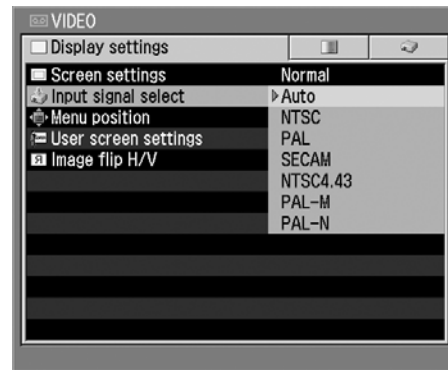 VIDEO
Display settings
Screen settings Normal
Input signal select Auto
Menu position NTSC
User screen settings PAL
Image flip H/V SECAM
NTSC4.43
PAL-M
PAL-N